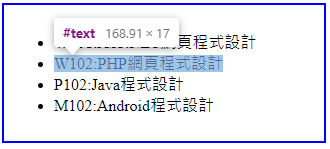 #text 168.91 × 17
網頁程式設計
W102:PHP網頁程式設計
P102:Java程式設計
M102:Android程式設計